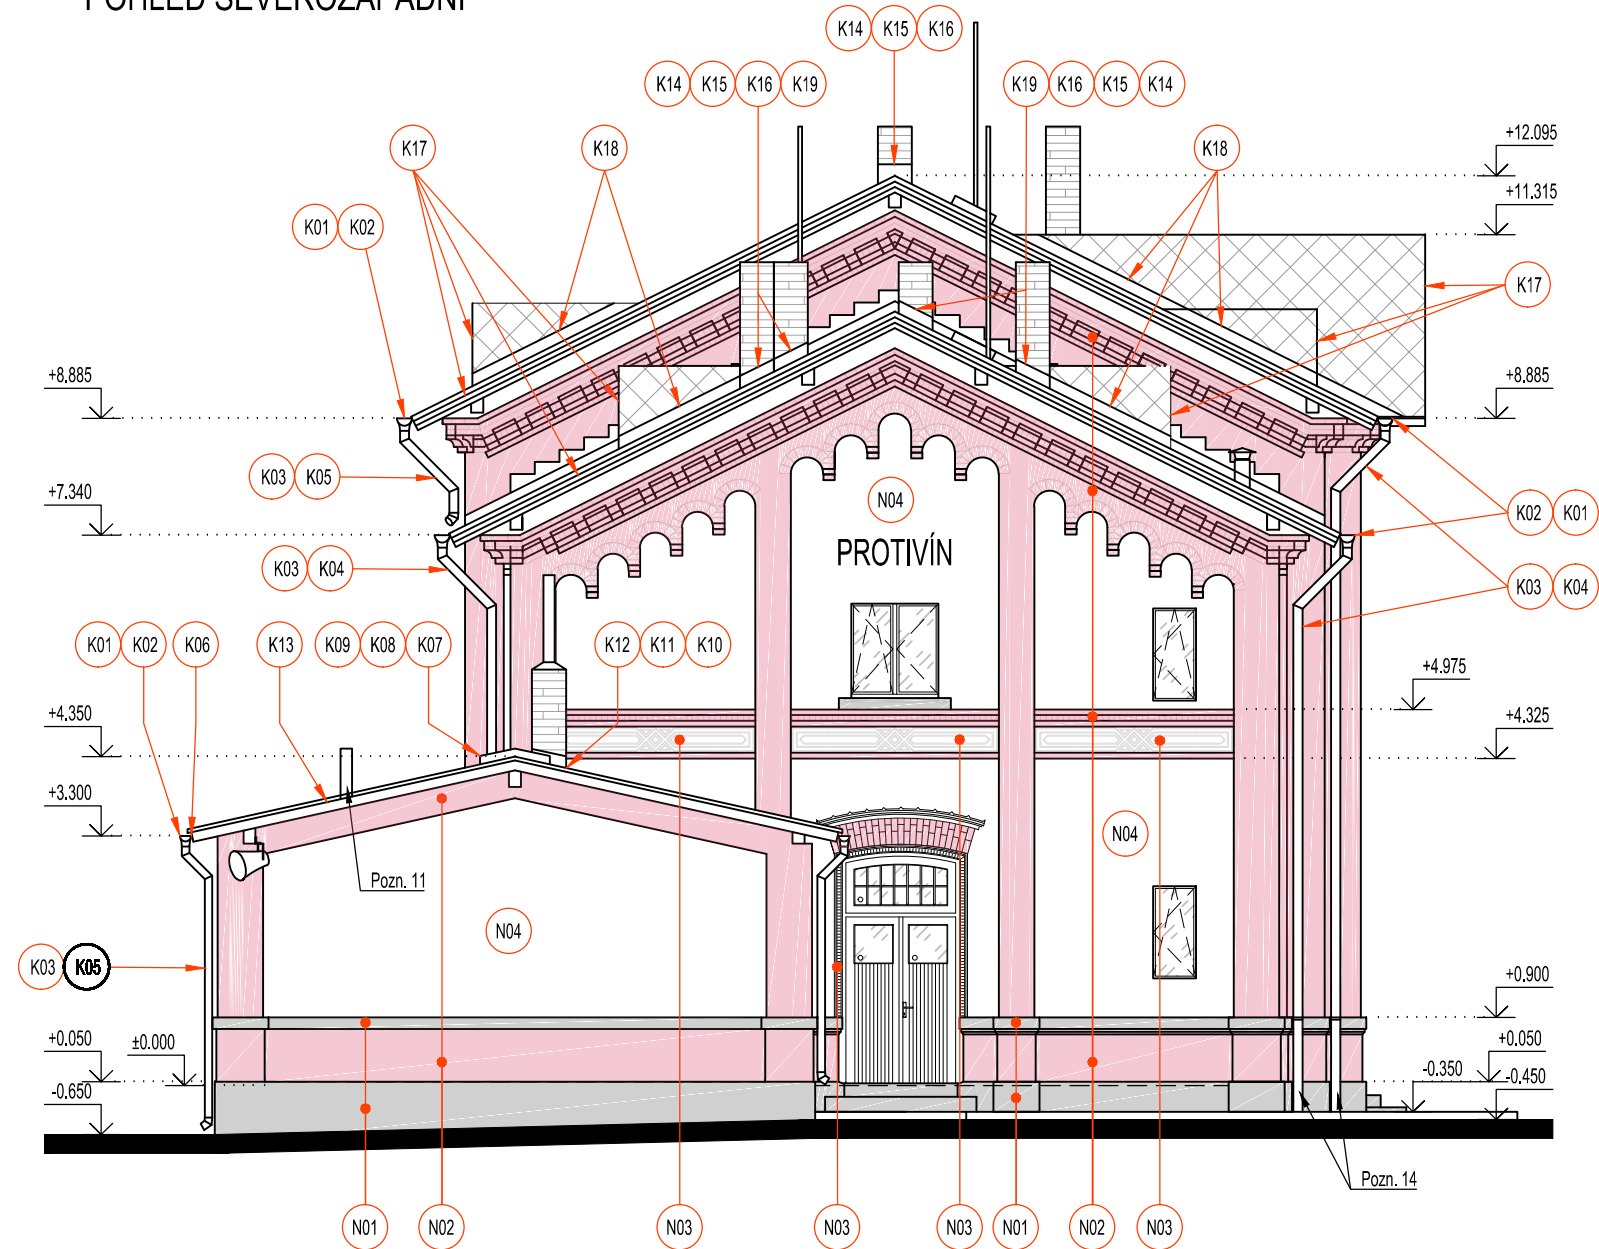 POHLED SEVEROZÁPADNÍ
K14 K15 K16
K14 K15 K16 K19
K19 K16 K15 K14
K17
K18
K18
+12.095
+11.315
K01 K02
K17
+8.885
+8.885
K03 K05
N04
+7.340
K02 K01
PROTIVÍN
K03 K04
K03 K04
K01 K02 K06
K13
K09 K08 K07
K12 K11 K10
+4.975
+4.350
+4.325
+3.300
N04
Pozn. 11
N04
K03 K05
+0.900
+0.050
±0.000
+0.050
-0.650
-0.350
-0.450
Pozn. 14
N01
N02
N03
N03
N03
N01
N02
N03